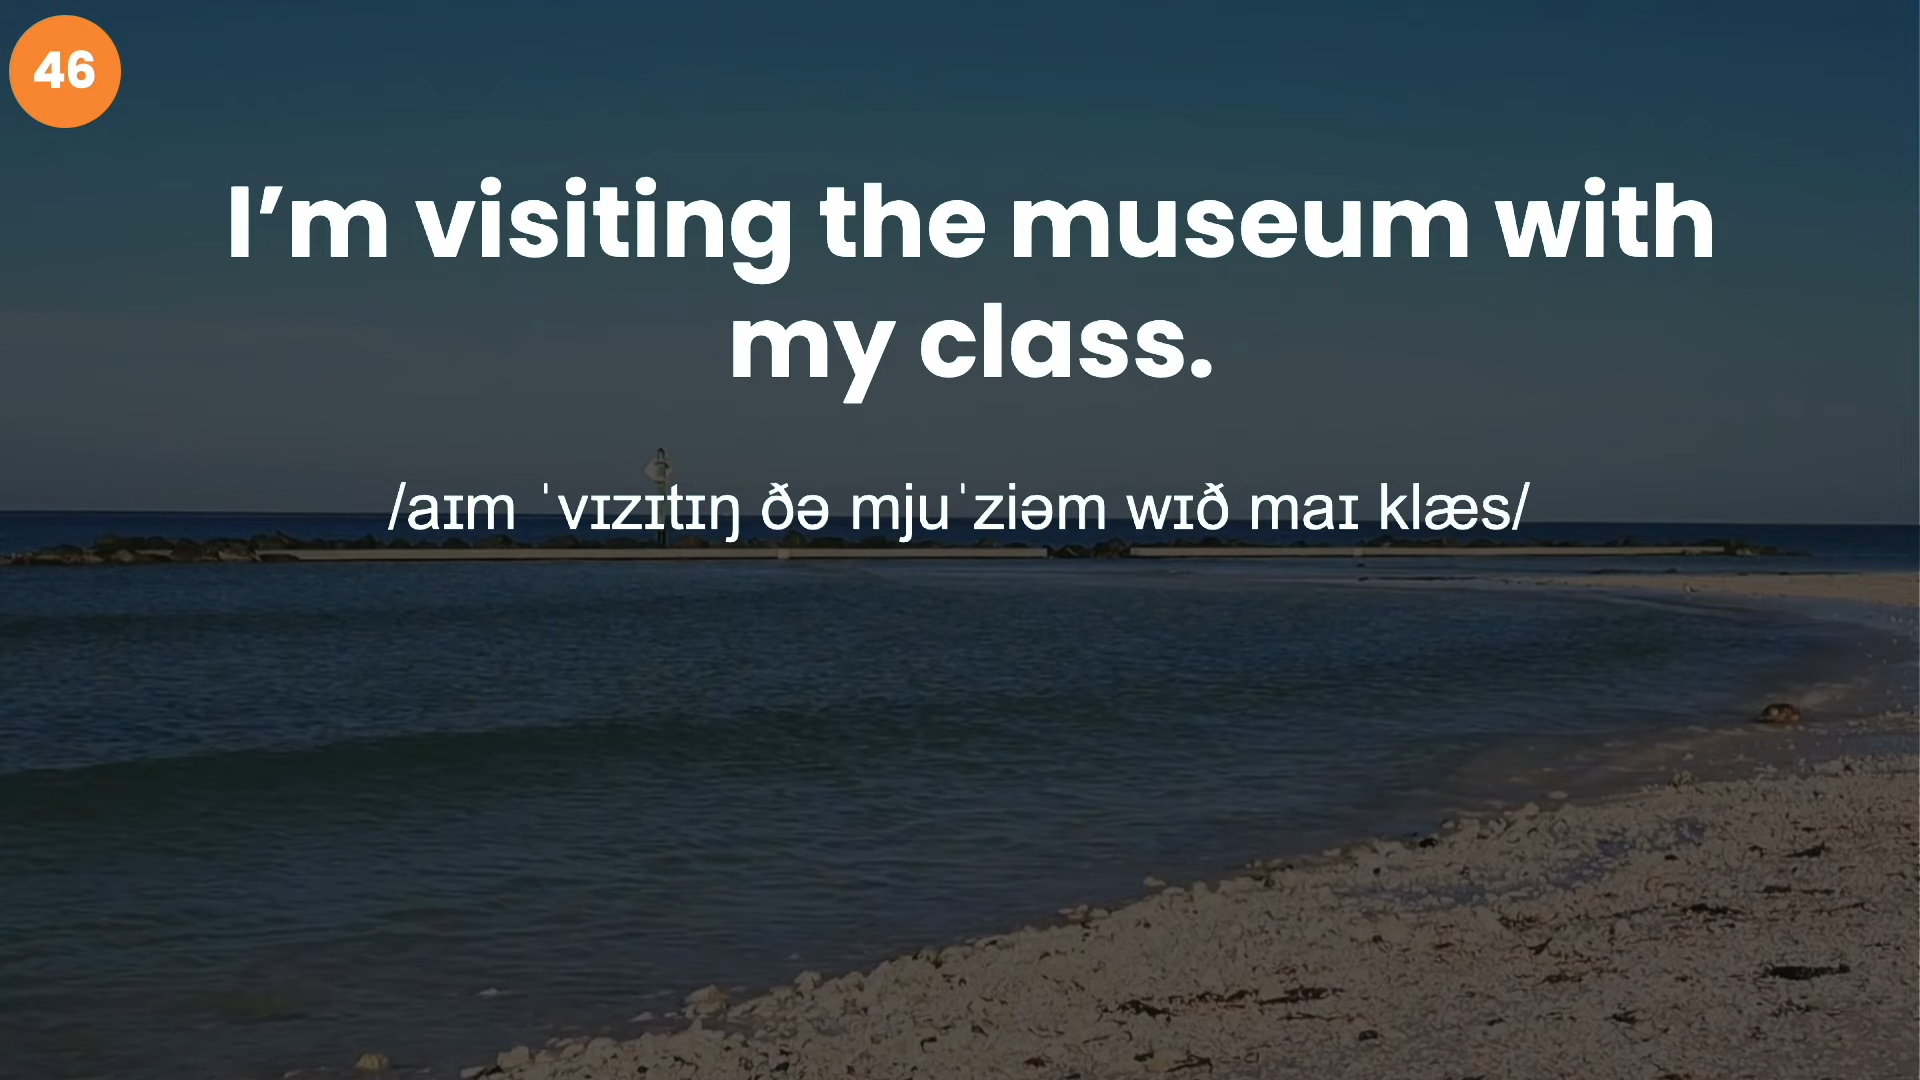 46
I’m visiting the museum with
my class.
/aɪm ˈvɪzɪtɪŋ ðə mjuˈziəm wɪð maɪ klæs/